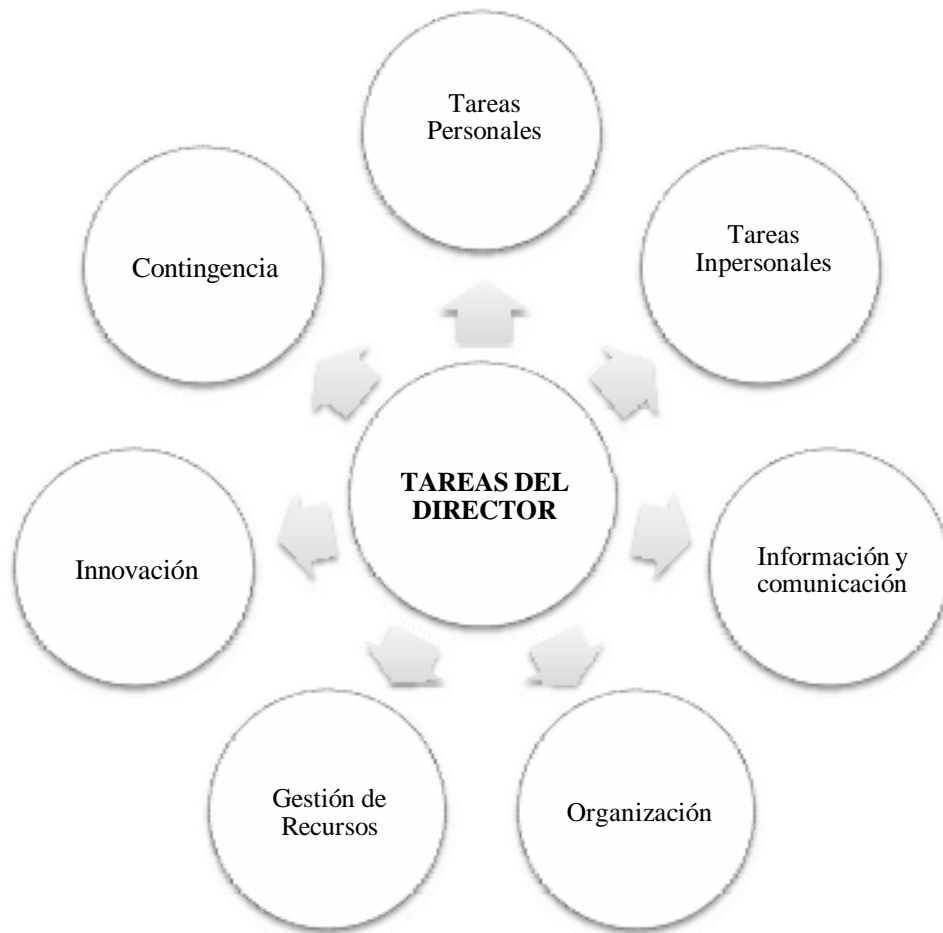 Tareas
Personales
Tareas
Inpersonales
Contingencia
TAREAS DEL
DIRECTOR
Información y
comunicación
Innovación
Gestión de
Recursos
Organización